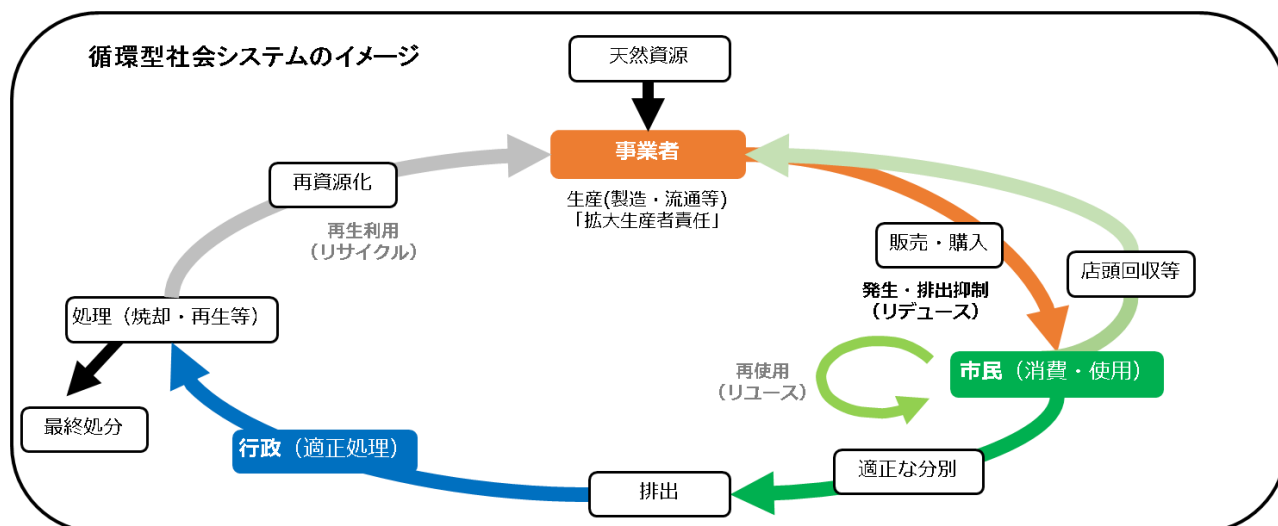 循環型社会システムのイメージ
天然資源
事業者
生産(製造・流通等)
「拡大生産者責任」
再資源化
再生利用
（リサイクル）
販売・購入
発生・排出抑制
（リデュース）
店頭回収等
処理（焼却・再生等）
再使用
（リユース）
市民（消費・使用）
最終処分
行政（適正処理）
適正な分別
排出